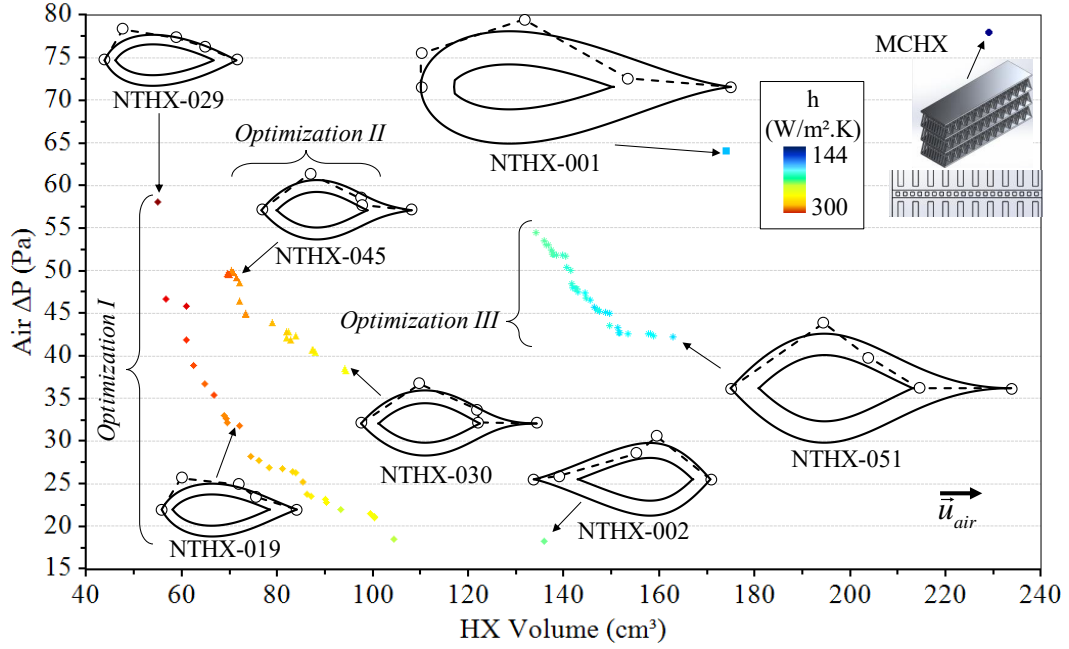 80
75
70
65
60
55
50
45
40
35
30
25
20
15
Air ΔP (Pa)
40
60
80
100
120
140
160
180
200
220
240
HX Volume (cm³)
NTHX-029
Optimization II
NTHX-045
NTHX-001
MCHX
h
(W/m².K)
144
300
Optimization I
Optimization III
NTHX-030
NTHX-051
NTHX-019
NTHX-002
u⃗ air